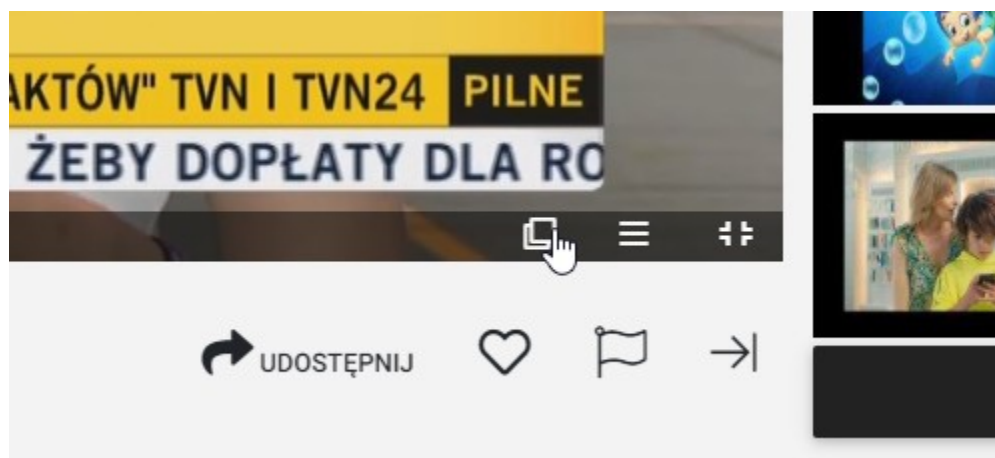 AKTÓW" TVN I TVN24 PILNE
ŻEBY DOPŁATY DLA RO
UDOSTĘPNIJ